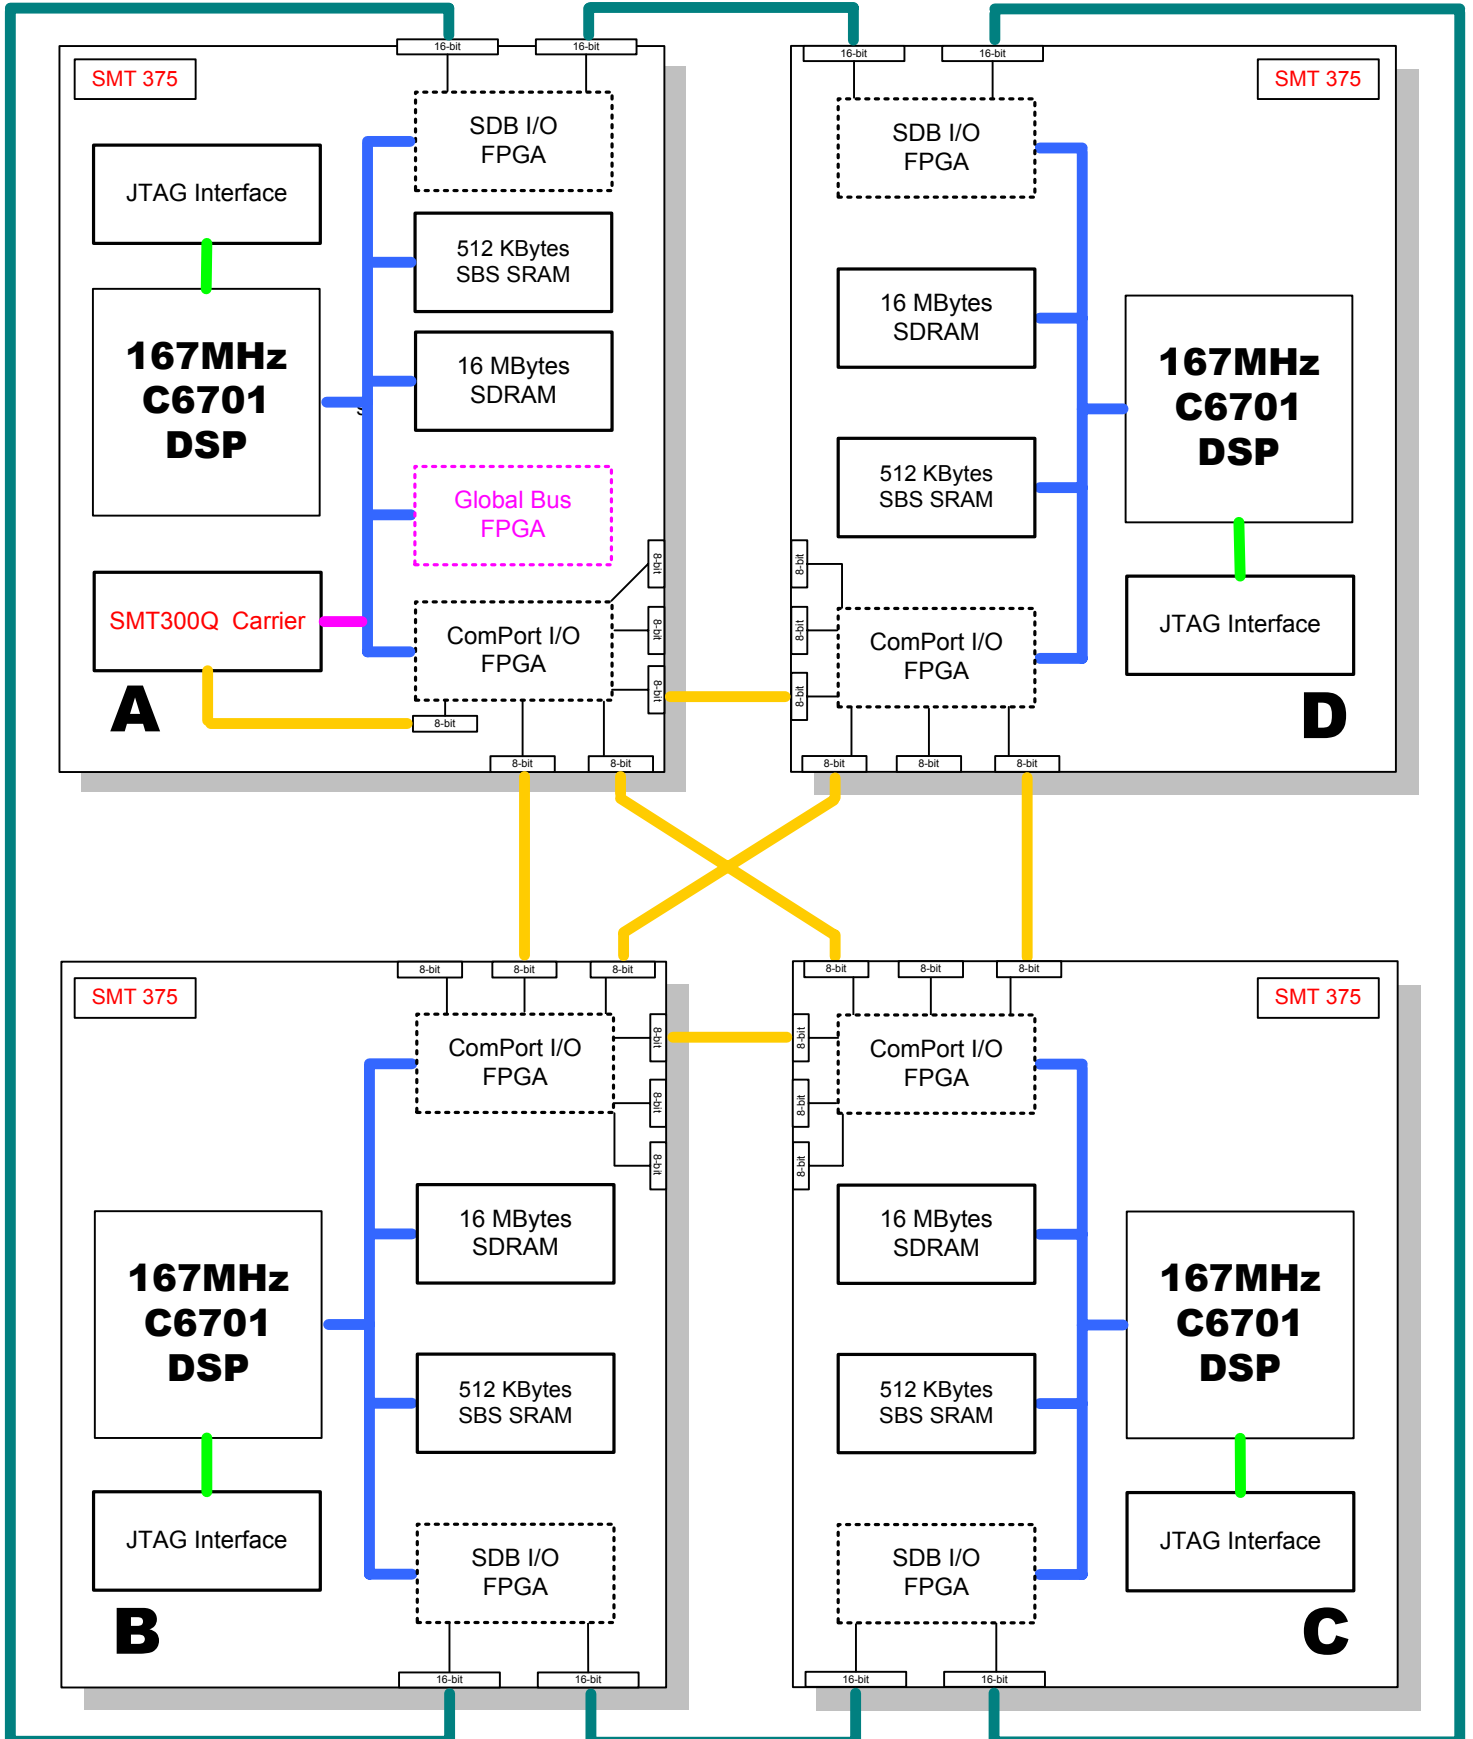 16-bit
16-bit
SMT 375
SDB I/O
FPGA
JTAG Interface
512 KBytes
SBS SRAM
167MHz
C6701
DSP
16 MBytes
SDRAM
Global Bus
FPGA
8-bit
SMT300Q Carrier
ComPort I/O
FPGA
8-bit
8-bit
A
8-bit
8-bit
8-bit
16-bit
16-bit
SMT 375
SDB I/O
FPGA
16 MBytes
SDRAM
167MHz
C6701
DSP
512 KBytes
SBS SRAM
8-bit
8-bit
ComPort I/O
FPGA
JTAG Interface
8-bit
D
8-bit
8-bit
8-bit
8-bit
8-bit
8-bit
SMT 375
ComPort I/O
FPGA
8-bit
8-bit
8-bit
16 MBytes
SDRAM
167MHz
C6701
DSP
512 KBytes
SBS SRAM
JTAG Interface
SDB I/O
FPGA
B
16-bit
16-bit
8-bit
8-bit
8-bit
SMT 375
8-bit
ComPort I/O
FPGA
8-bit
8-bit
16 MBytes
SDRAM
167MHz
C6701
DSP
512 KBytes
SBS SRAM
JTAG Interface
SDB I/O
FPGA
C
16-bit
16-bit